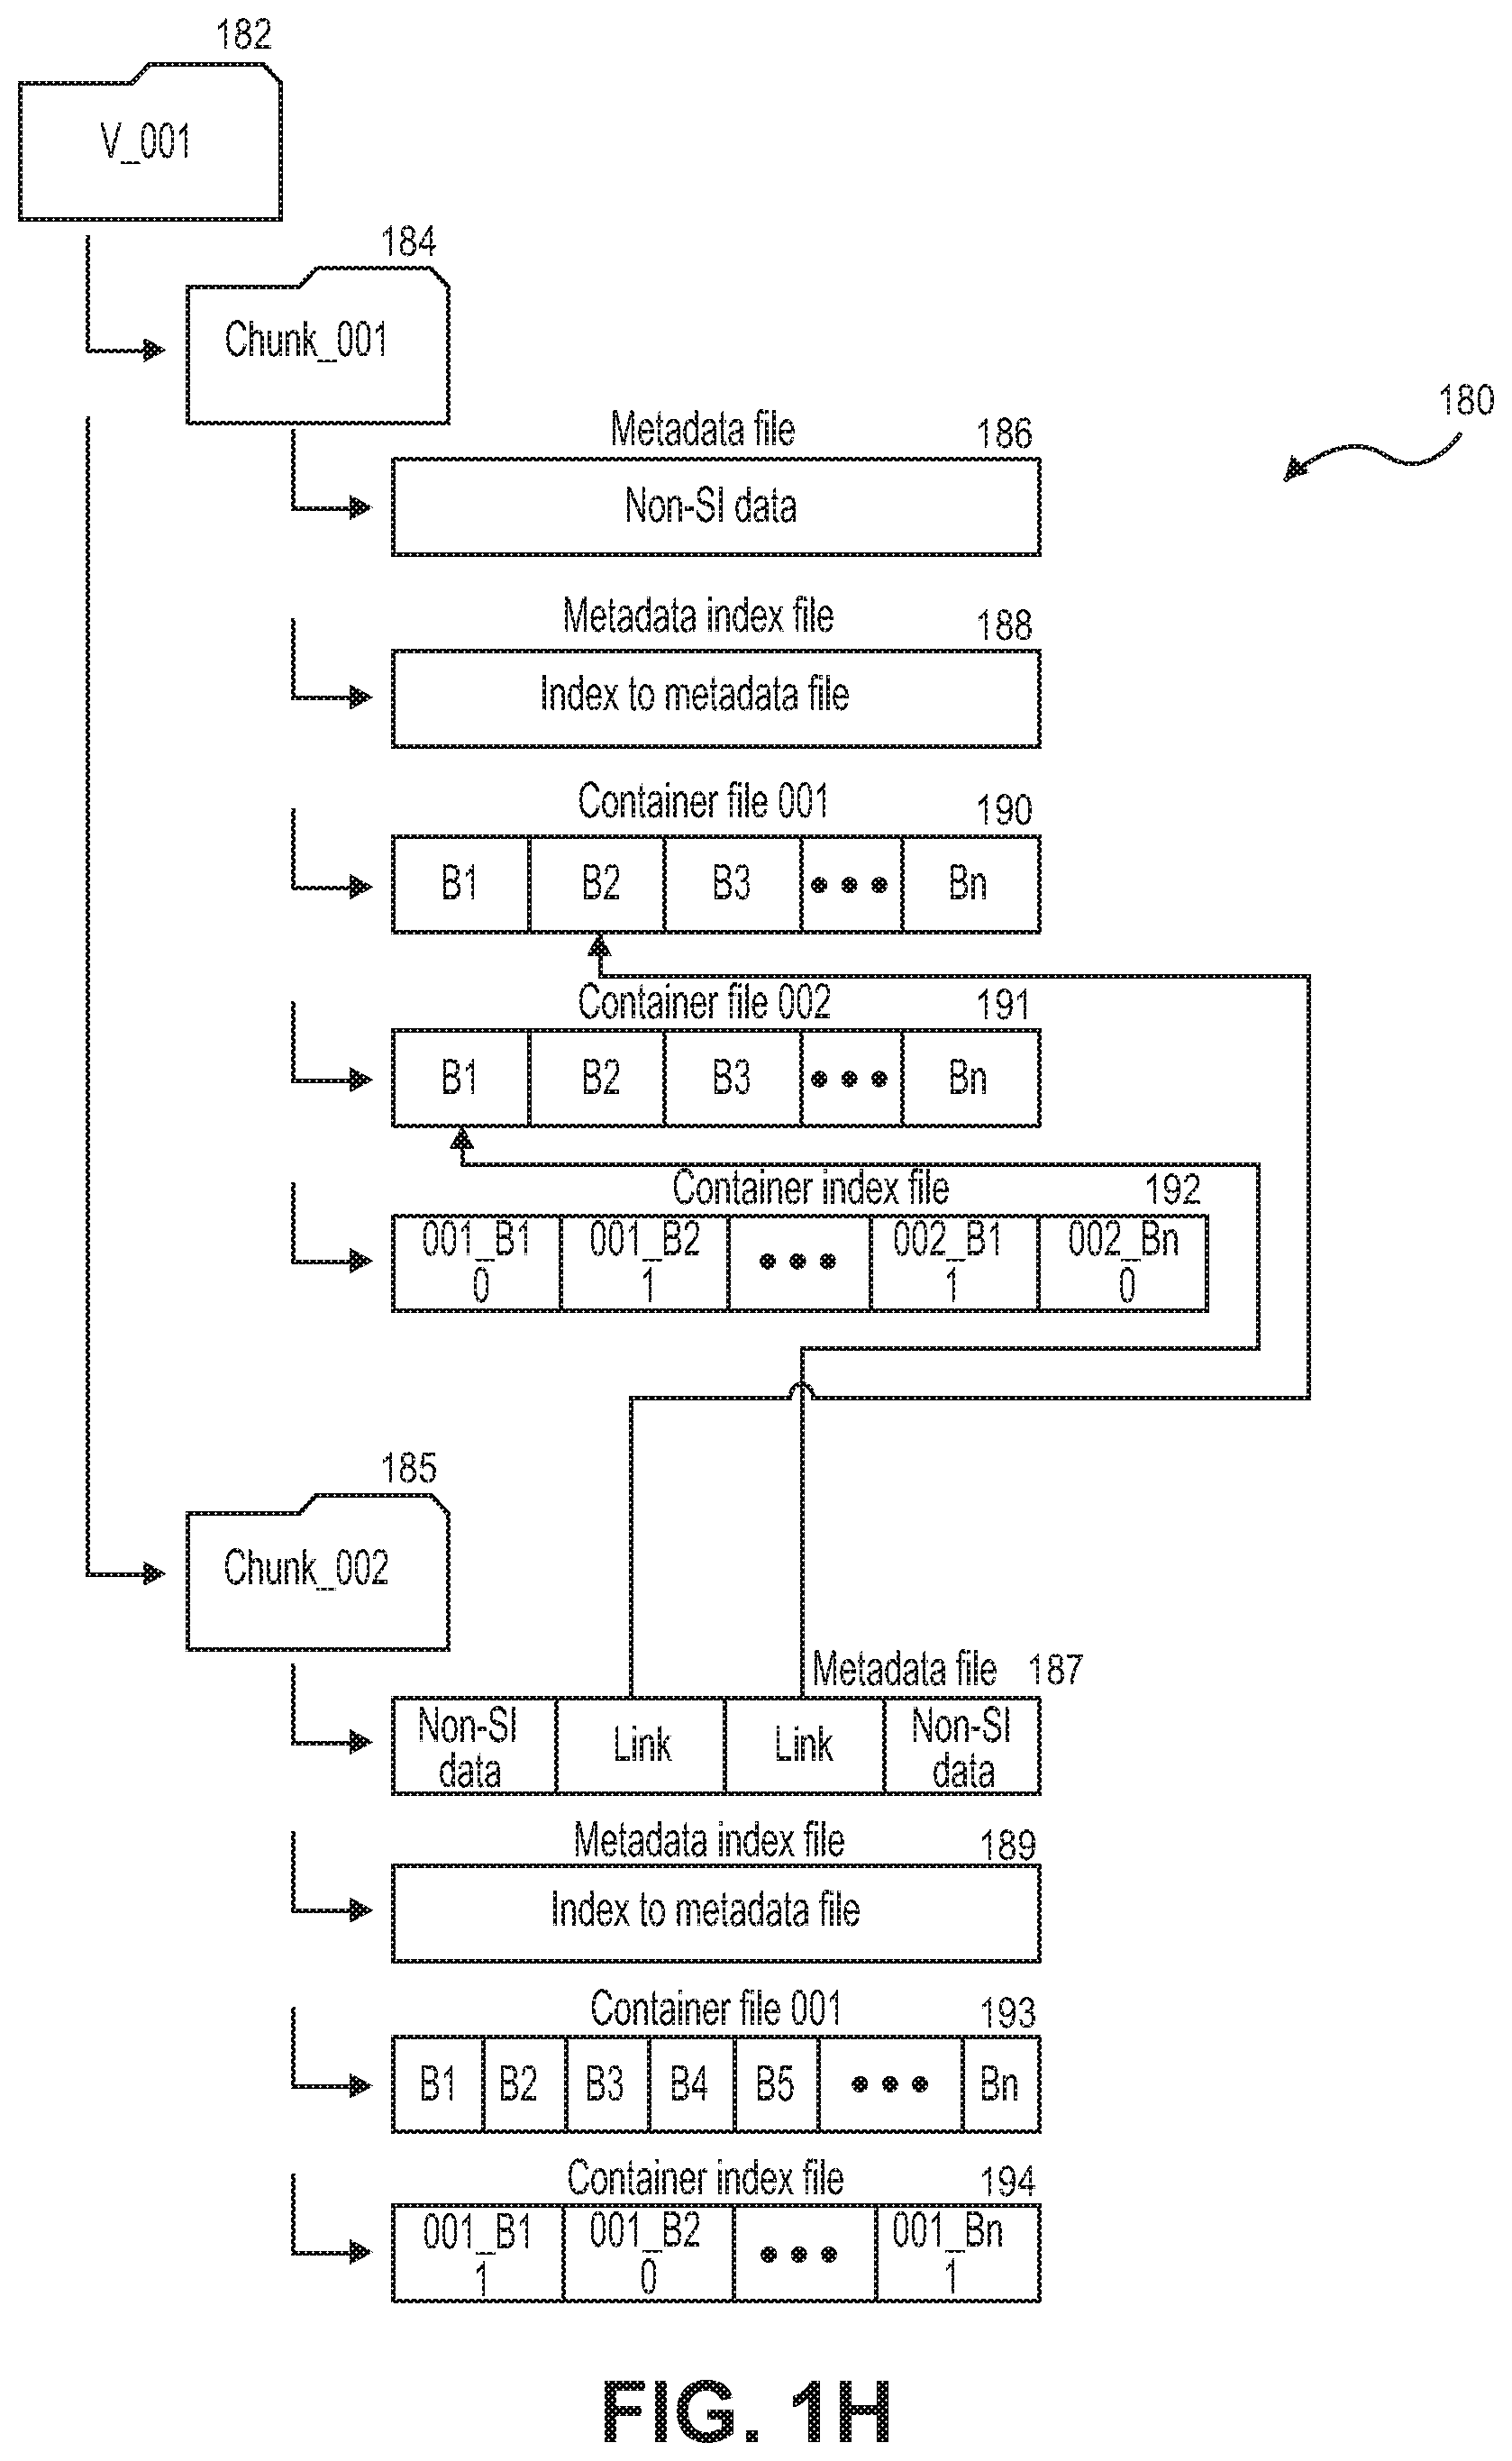 182
V_001
184
Chunk_001
180
Metadata file 186
Non-SI data
Metadata index file 188
Index to metadata file
Container file 001 190
B1 B2 B3 Bn
Container file 002 191
B1 B2 B3 Bn
Container index file 192
001_B1 001_B2 002_B1 002_Bn
0 1 1 0
185
Chunk_002
Metadata file 187
Non-SI data Link Link Non-SI data
Metadata index file 189
Index to metadata file
Container file 001 193
B1 B2 B3 B4 B5 Bn
Container index file 194
001_B1 001_B2 001_Bn
1 0 1
FIG. 1H